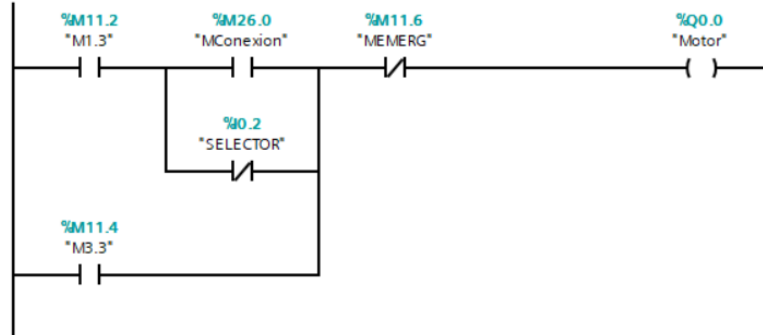 %M11.2 %M26.0 %M11.6 %Q0.0
"M1.3" "MConexion" "MEMERG" "Motor"
%I0.2
"SELECTOR"
%M11.4
"M3.3"